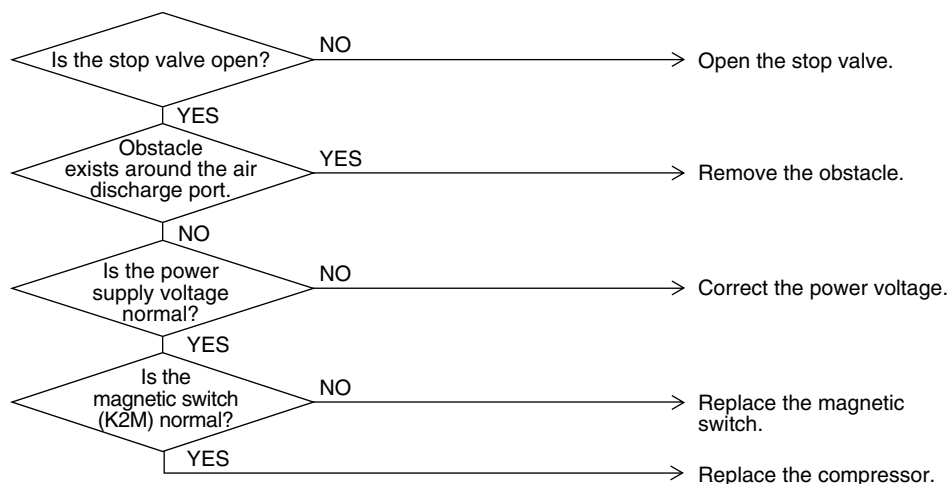 Is the stop valve open?
NO
Open the stop valve.
YES
Obstacle
exists around the air
discharge port.
YES
Remove the obstacle.
NO
Is the power
supply voltage
normal?
NO
Correct the power voltage.
YES
Is the
magnetic switch
(K2M) normal?
NO
Replace the magnetic
switch.
YES
Replace the compressor.